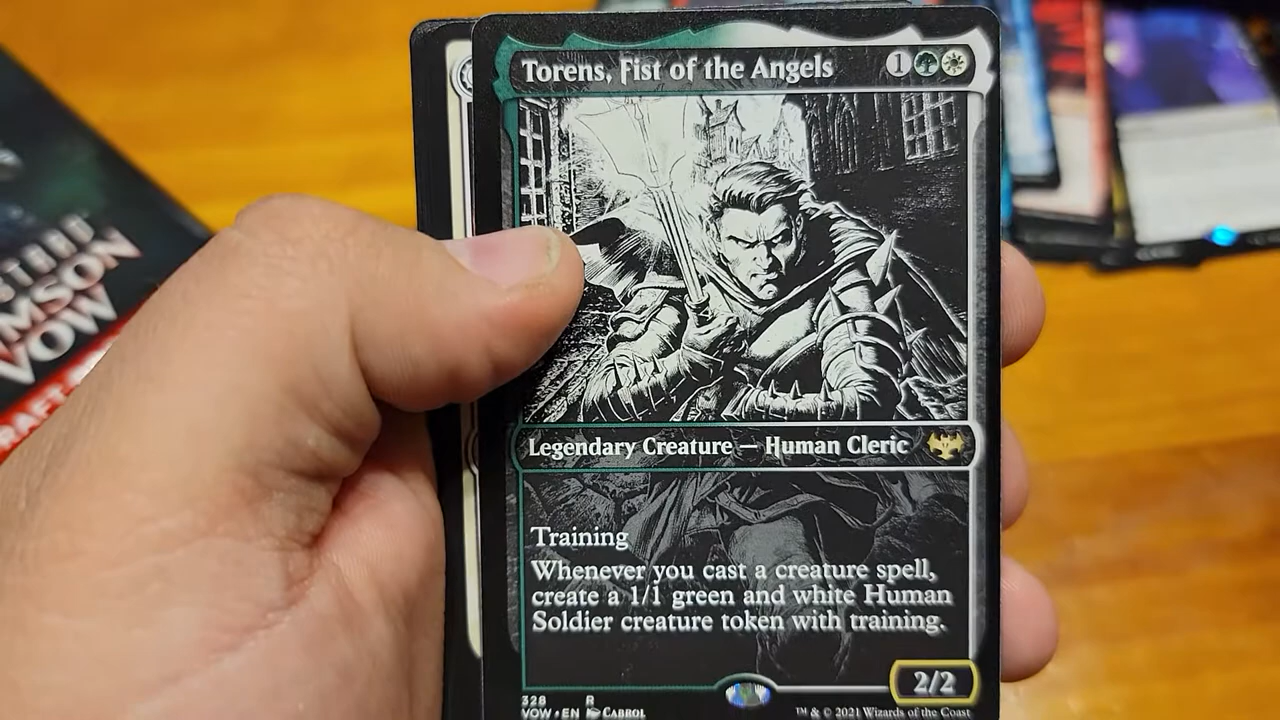 Torens, Fist of the Angels 1
Legendary Creature — Human Cleric
Training
Whenever you cast a creature spell,
create a 1/1 green and white Human
Soldier creature token with training.
2/2
328 R
VOW • EN CABROL
™ & © 2021 Wizards of the Coast
VOW